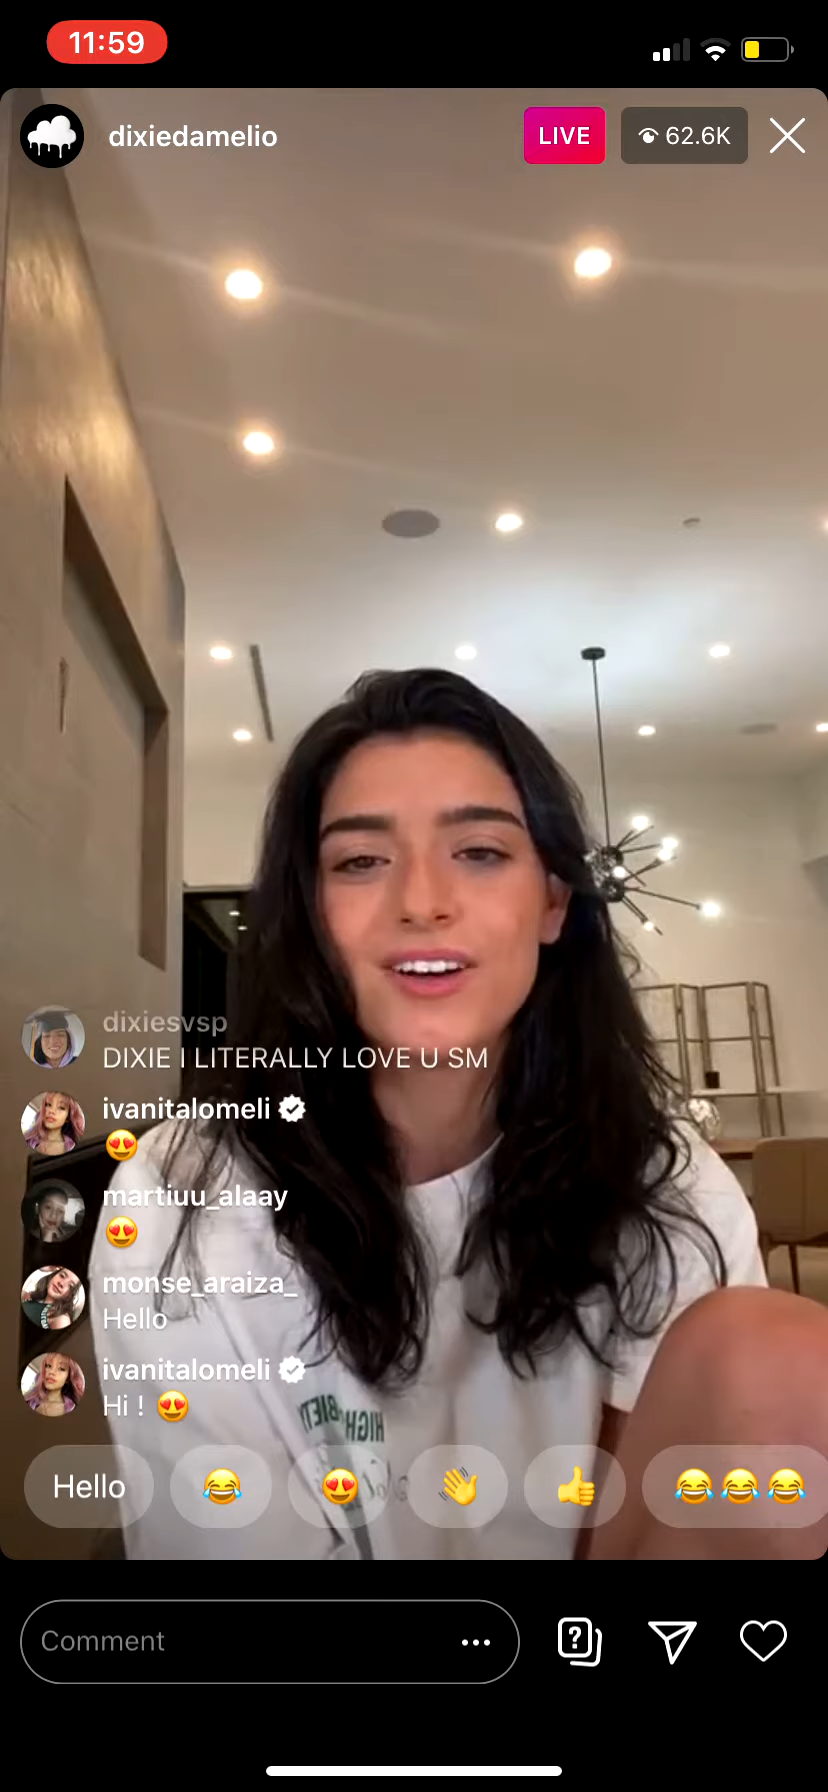 11:59
dixiedamelio
LIVE
62.6K
dixiesvsp
DIXIE I LITERALLY LOVE U SM
ivanitalomeli
😍
martiuu_alaay
😍
monse_araiza_
Hello
ivanitalomeli
Hi ! 😍
HIGH
Hello 😂 😍 👋 👍 😂😂😂
Comment